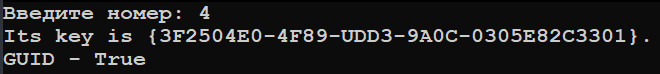 Введите номер: 4
Its key is {3F2504E0-4F89-UDD3-9A0C-0305E82C3301}.
GUID - True